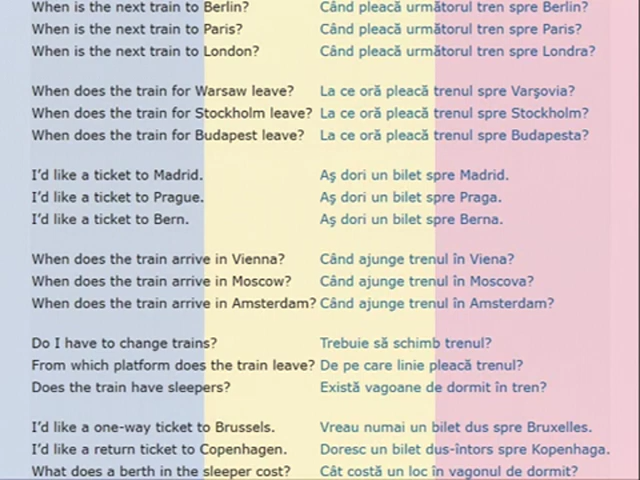 When is the next train to Berlin? Când pleacă următorul tren spre Berlin?
When is the next train to Paris? Când pleacă următorul tren spre Paris?
When is the next train to London? Când pleacă următorul tren spre Londra?
When does the train for Warsaw leave? La ce oră pleacă trenul spre Varşovia?
When does the train for Stockholm leave? La ce oră pleacă trenul spre Stockholm?
When does the train for Budapest leave? La ce oră pleacă trenul spre Budapesta?
I'd like a ticket to Madrid. Aş dori un bilet spre Madrid.
I'd like a ticket to Prague. Aş dori un bilet spre Praga.
I'd like a ticket to Bern. Aş dori un bilet spre Berna.
When does the train arrive in Vienna? Când ajunge trenul în Viena?
When does the train arrive in Moscow? Când ajunge trenul în Moscova?
When does the train arrive in Amsterdam? Când ajunge trenul în Amsterdam?
Do I have to change trains? Trebuie să schimb trenul?
From which platform does the train leave? De pe care linie pleacă trenul?
Does the train have sleepers? Există vagoane de dormit în tren?
I'd like a one-way ticket to Brussels. Vreau numai un bilet dus spre Bruxelles.
I'd like a return ticket to Copenhagen. Doresc un bilet dus-întors spre Kopenhaga.
What does a berth in the sleeper cost? Cât costă un loc în vagonul de dormit?